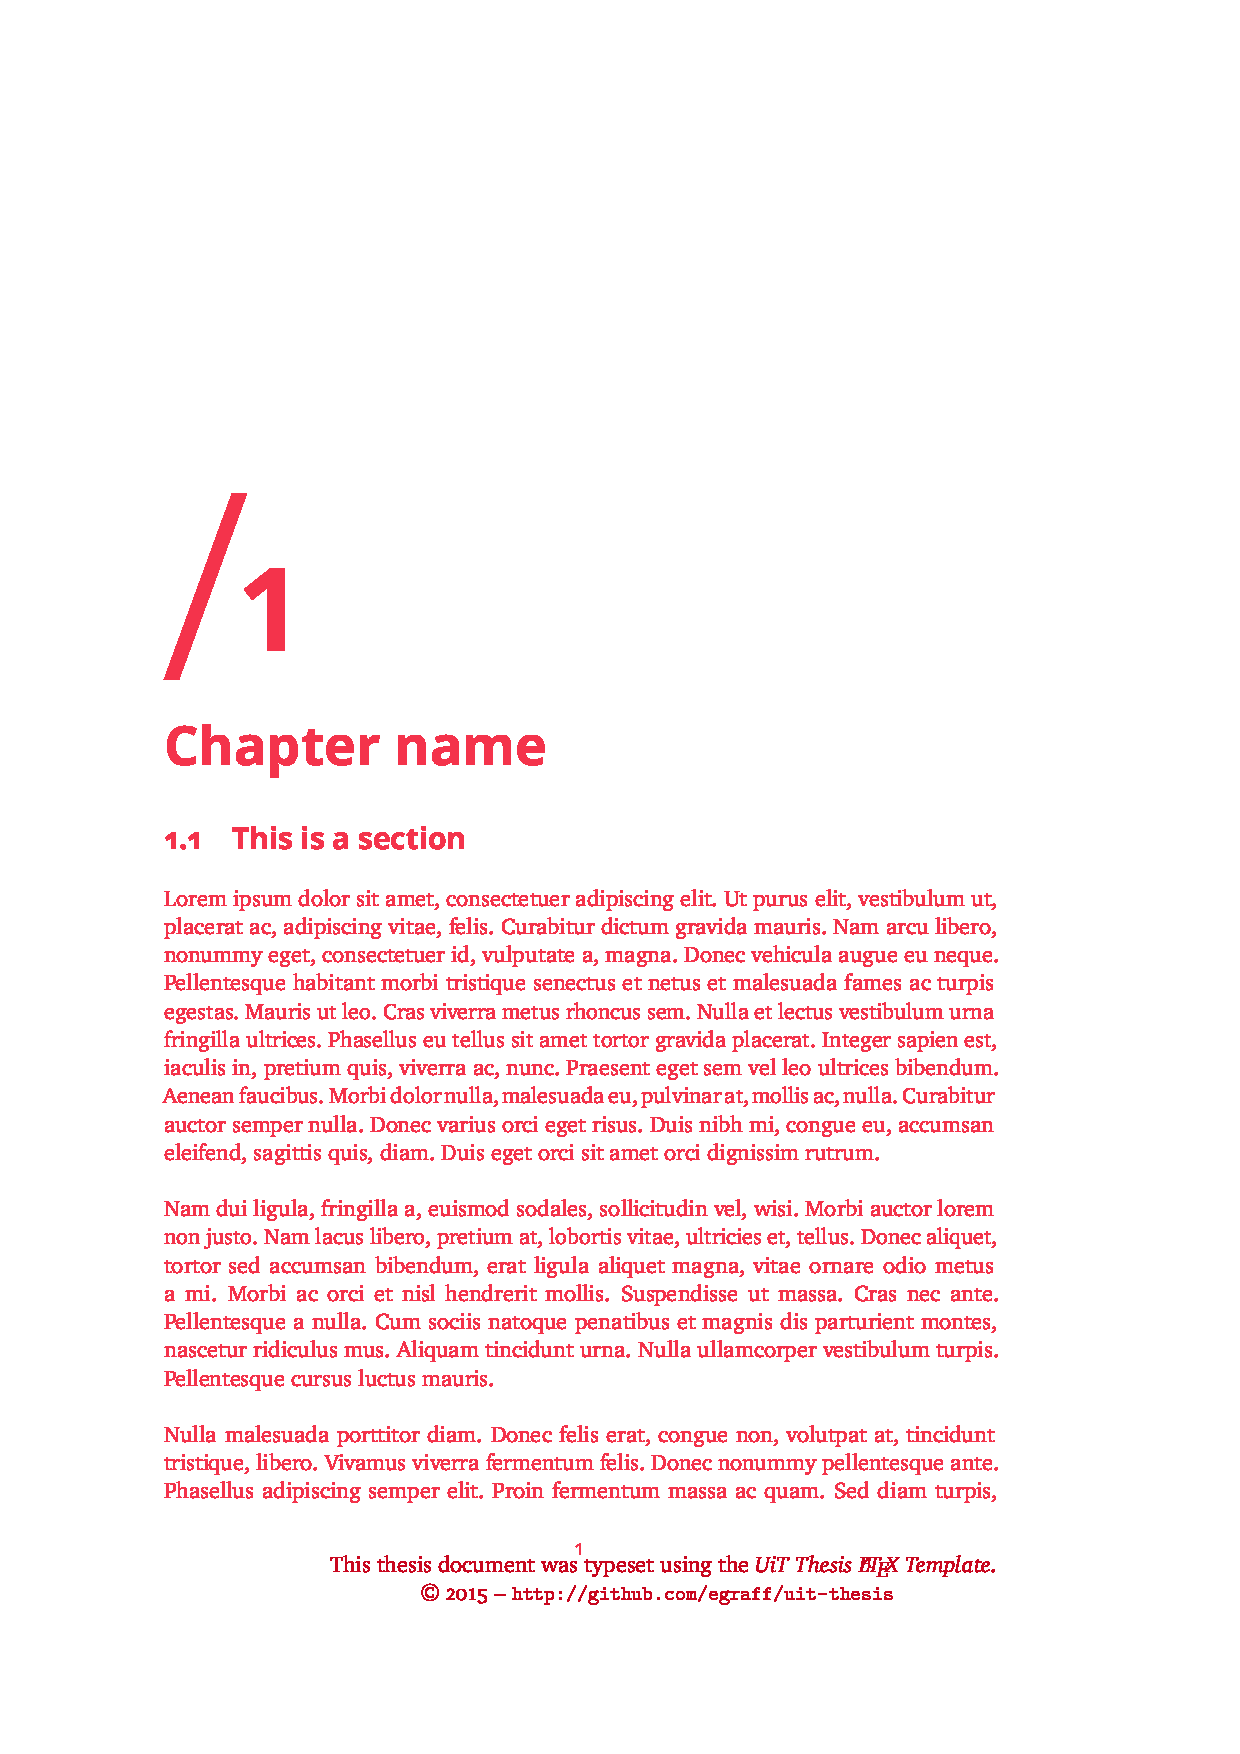 /1
Chapter name
1.1 This is a section
Lorem ipsum dolor sit amet, consectetuer adipiscing elit. Ut purus elit, vestibulum ut,
placerat ac, adipiscing vitae, felis. Curabitur dictum gravida mauris. Nam arcu libero,
nonummy eget, consectetuer id, vulputate a, magna. Donec vehicula augue eu neque.
Pellentesque habitant morbi tristique senectus et netus et malesuada fames ac turpis
egestas. Mauris ut leo. Cras viverra metus rhoncus sem. Nulla et lectus vestibulum urna
fringilla ultrices. Phasellus eu tellus sit amet tortor gravida placerat. Integer sapien est,
iaculis in, pretium quis, viverra ac, nunc. Praesent eget sem vel leo ultrices bibendum.
Aenean faucibus. Morbi dolor nulla, malesuada eu, pulvinar at, mollis ac, nulla. Curabitur
auctor semper nulla. Donec varius orci eget risus. Duis nibh mi, congue eu, accumsan
eleifend, sagittis quis, diam. Duis eget orci sit amet orci dignissim rutrum.
Nam dui ligula, fringilla a, euismod sodales, sollicitudin vel, wisi. Morbi auctor lorem
non justo. Nam lacus libero, pretium at, lobortis vitae, ultricies et, tellus. Donec aliquet,
tortor sed accumsan bibendum, erat ligula aliquet magna, vitae ornare odio metus
a mi. Morbi ac orci et nisl hendrerit mollis. Suspendisse ut massa. Cras nec ante.
Pellentesque a nulla. Cum sociis natoque penatibus et magnis dis parturient montes,
nascetur ridiculus mus. Aliquam tincidunt urna. Nulla ullamcorper vestibulum turpis.
Pellentesque cursus luctus mauris.
Nulla malesuada porttitor diam. Donec felis erat, congue non, volutpat at, tincidunt
tristique, libero. Vivamus viverra fermentum felis. Donec nonummy pellentesque ante.
Phasellus adipiscing semper elit. Proin fermentum massa ac quam. Sed diam turpis,
1
This thesis document was typeset using the UiT Thesis LATEX Template.
© 2015 – http://github.com/egraff/uit-thesis